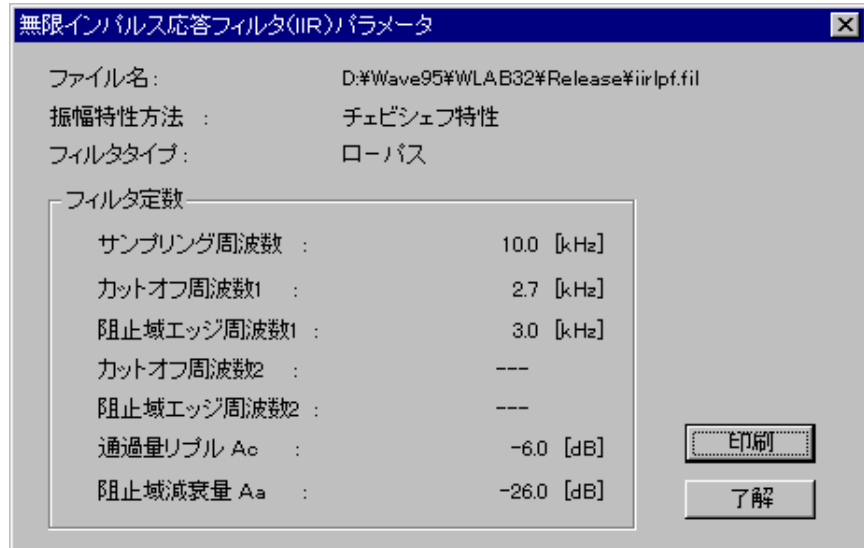 無限インパルス応答フィルタ(IIR)パラメータ
ファイル名: D:¥Wave95¥WLAB32¥Release¥iirlpf.fil
振幅特性方法 : チェビシェフ特性
フィルタタイプ: ローパス
フィルタ定数
サンプリング周波数 : 10.0 [kHz]
カットオフ周波数1 : 2.7 [kHz]
阻止域エッジ周波数1 : 3.0 [kHz]
カットオフ周波数2 : ---
阻止域エッジ周波数2 : ---
通過量リプル Ac : -6.0 [dB]
阻止域減衰量 Aa : -26.0 [dB]
印刷
了解